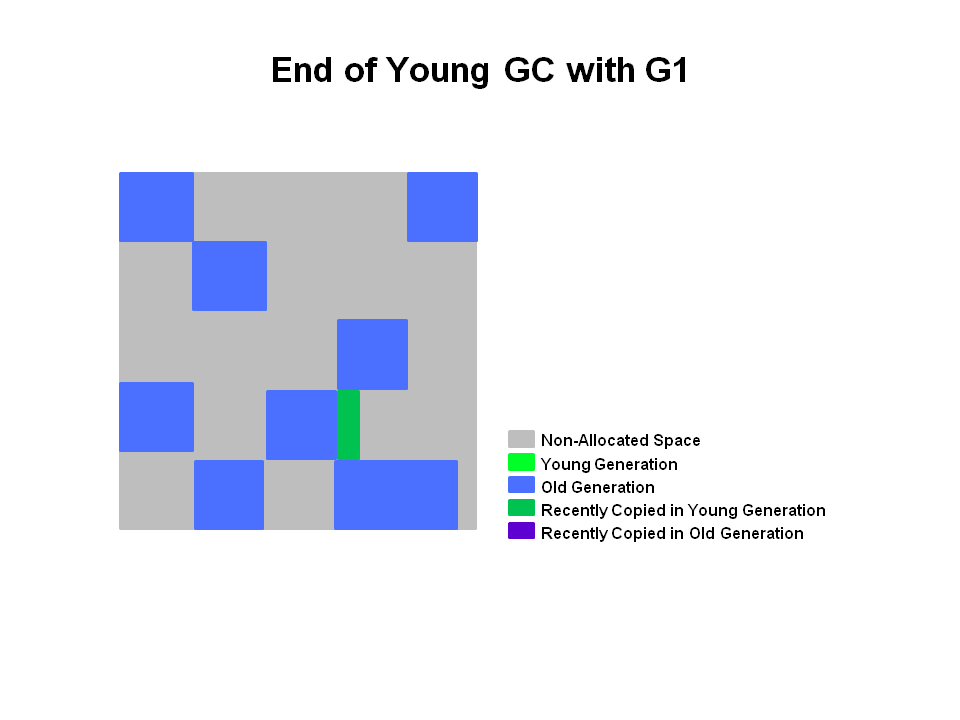 End of Young GC with G1
Non-Allocated Space
Young Generation
Old Generation
Recently Copied in Young Generation
Recently Copied in Old Generation